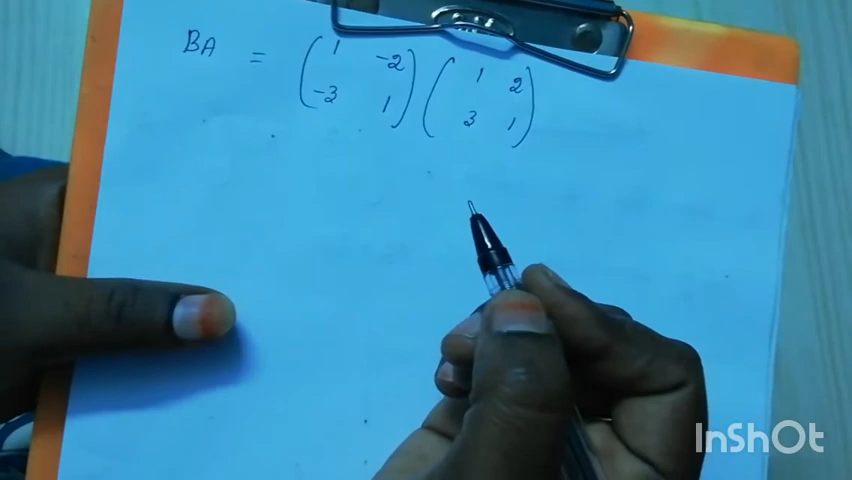 BA = ( 1 -2 ) ( 1 2 )
( -3 1 ) ( 3 1 )
InShOt